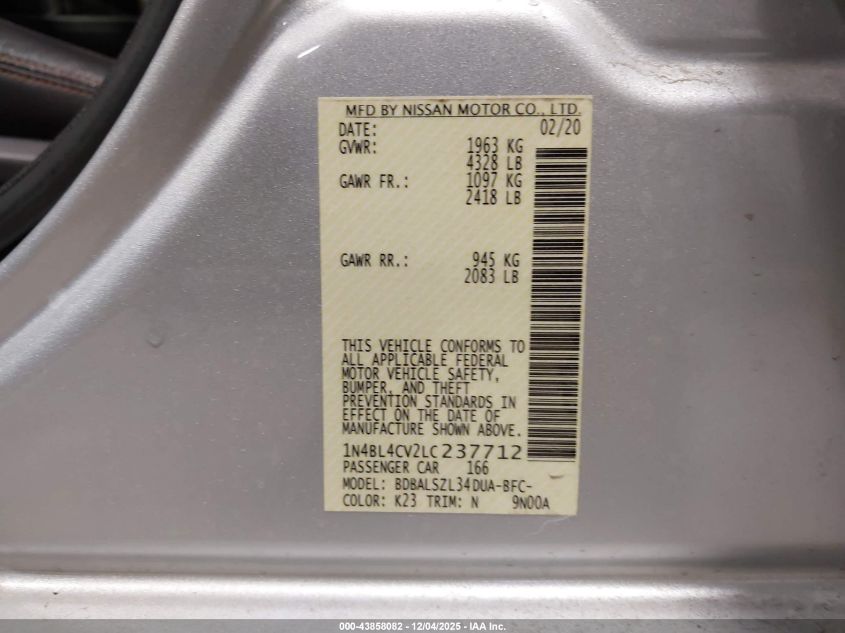 MFD BY NISSAN MOTOR CO., LTD.
DATE: 02/20
GVWR: 1963 KG
4328 LB
GAWR FR.: 1097 KG
2418 LB
GAWR RR.: 945 KG
2083 LB
THIS VEHICLE CONFORMS TO
ALL APPLICABLE FEDERAL
MOTOR VEHICLE SAFETY,
BUMPER, AND THEFT
PREVENTION STANDARDS IN
EFFECT ON THE DATE OF
MANUFACTURE SHOWN ABOVE.
1N4BL4CV2LC237712
PASSENGER CAR 166
MODEL: BDBALSZL34DUA-BFC-
COLOR: K23 TRIM: N 9N00A
000-43858082 - 12/04/2025 - IAA Inc.